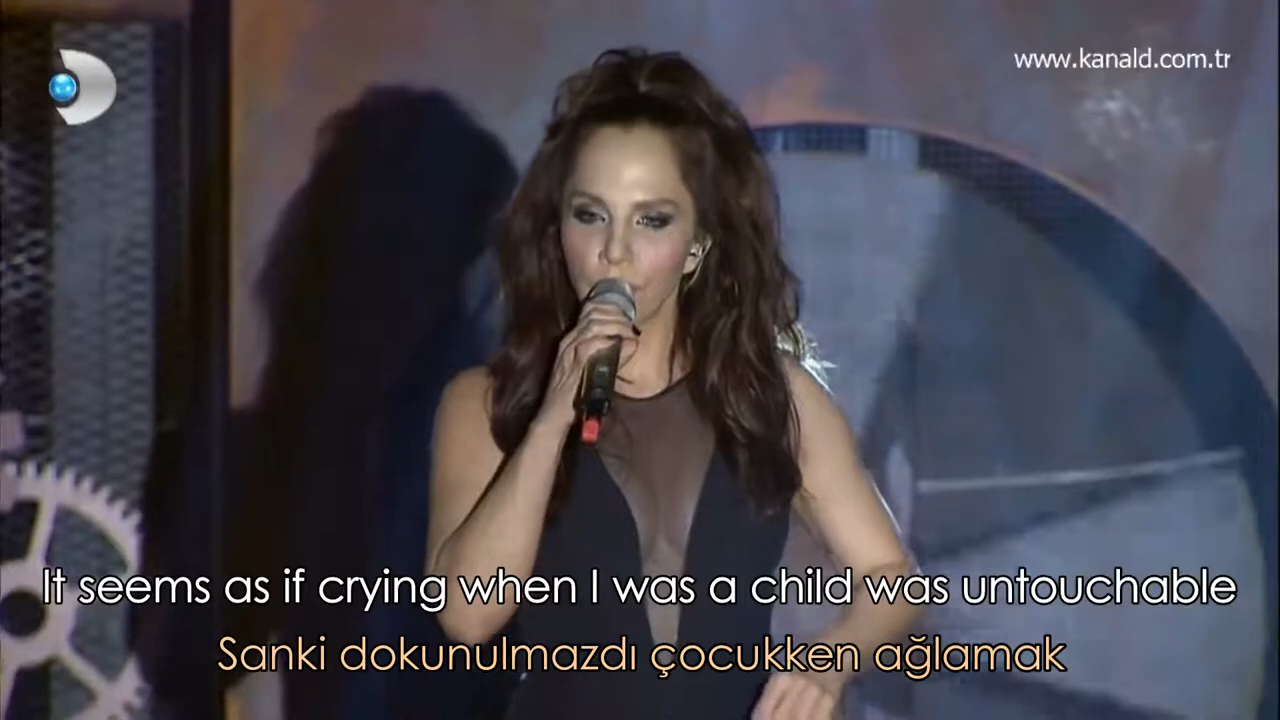 www.kanald.com.tr
It seems as if crying when I was a child was untouchable
Sanki dokunulmazdı çocukken ağlamak